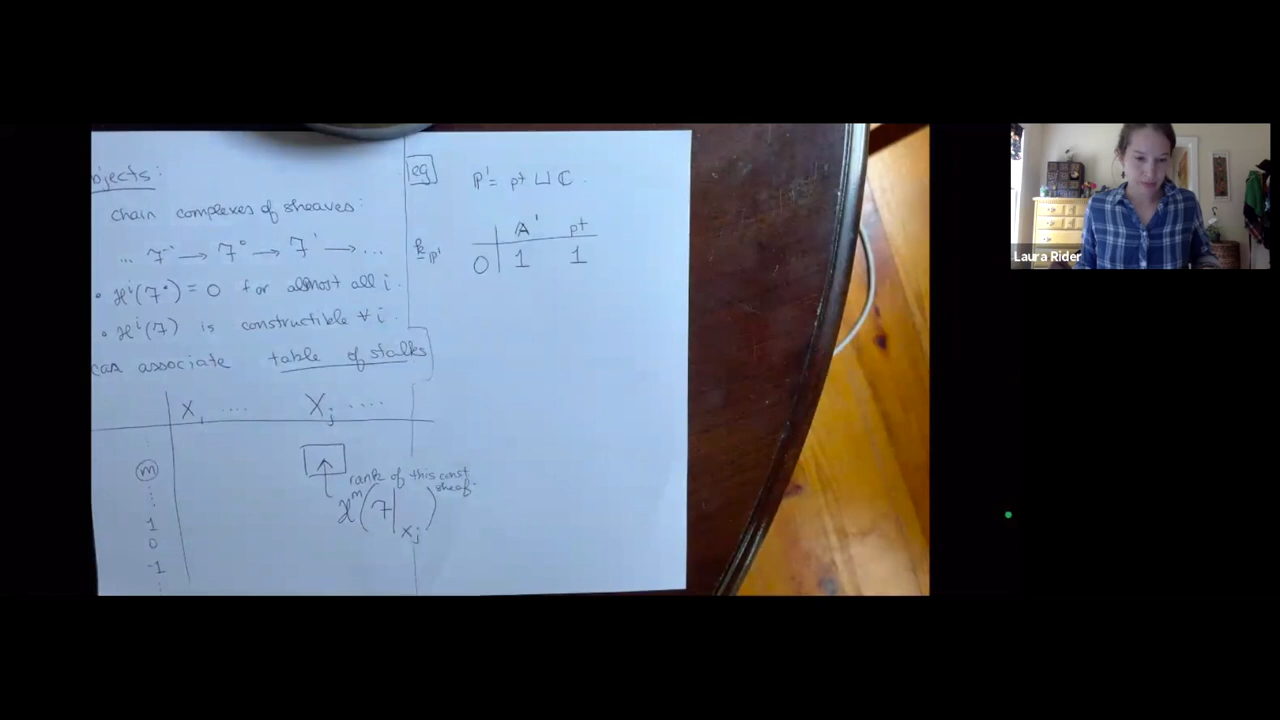 bjects:
Chain complexes of sheaves:
... 𝓕⁻¹ → 𝓕⁰ → 𝓕¹ → ...
• ℋⁱ(𝓕•) = 0 for almost all i.
• ℋⁱ(𝓕) is constructible ∀ i.
can associate table of stalks
X₁ .... Xⱼ ....
m
rank of this const sheaf.
ℋᵐ(𝓕|Xⱼ)
1
0
-1
eg
ℙ¹ = pt ⊔ ℂ.
𝔸¹ pt
k_ℙ¹ 0 1 1
Laura Rider